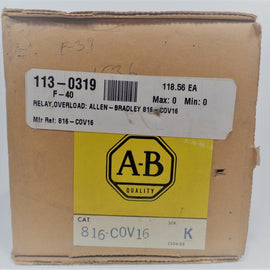 F-39
113-0319
118.56 EA
F-40
Max: 0 Min: 0
RELAY,OVERLOAD: ALLEN-BRADLEY 816-COV16
Mfr Ref: 816-COV16
A-B
QUALITY
CAT.
SER.
816-COV16 K